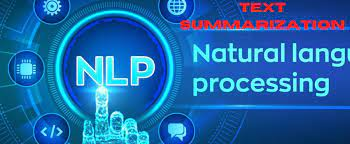 TEXT
SUMMARIZATION
NLP
Natural langu
processing
</>